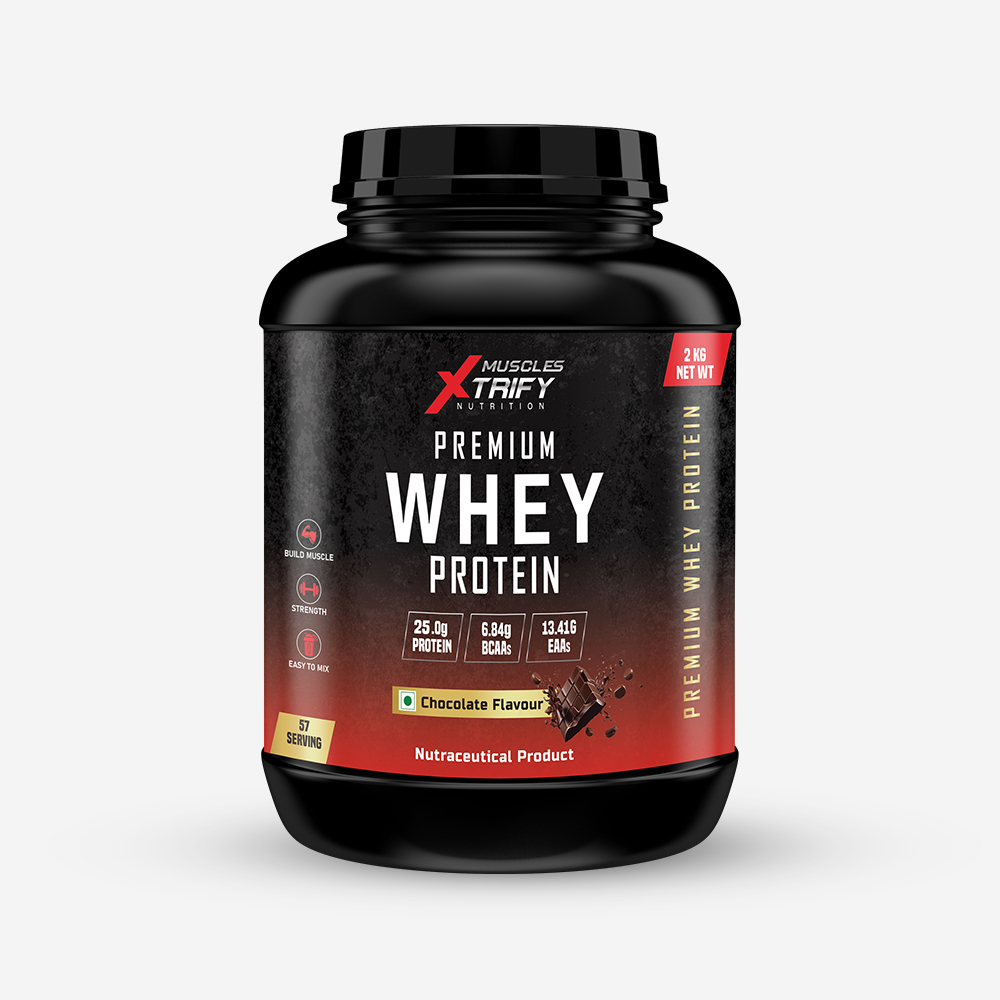 MUSCLES
XTRIFY
NUTRITION
2 KG
NET WT
PREMIUM
WHEY
PROTEIN
PREMIUM WHEY PROTEIN
BUILD MUSCLE
STRENGTH
EASY TO MIX
25.0g
PROTEIN
6.84g
BCAAs
13.41G
EAAs
Chocolate Flavour
57
SERVING
Nutraceutical Product